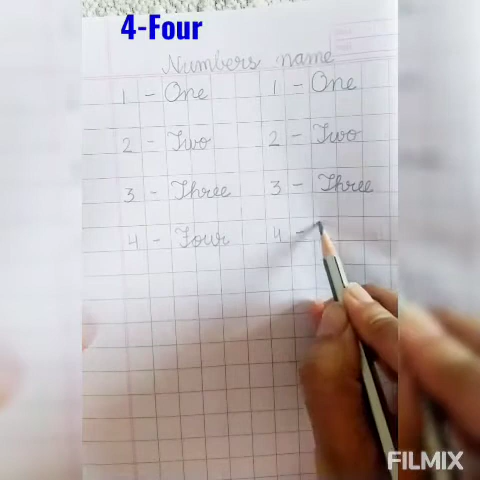 4-Four
Numbers name
1 - One 1 - One
2 - Two 2 - Two
3 - Three 3 - Three
4 - Four 4 -
FILMIX